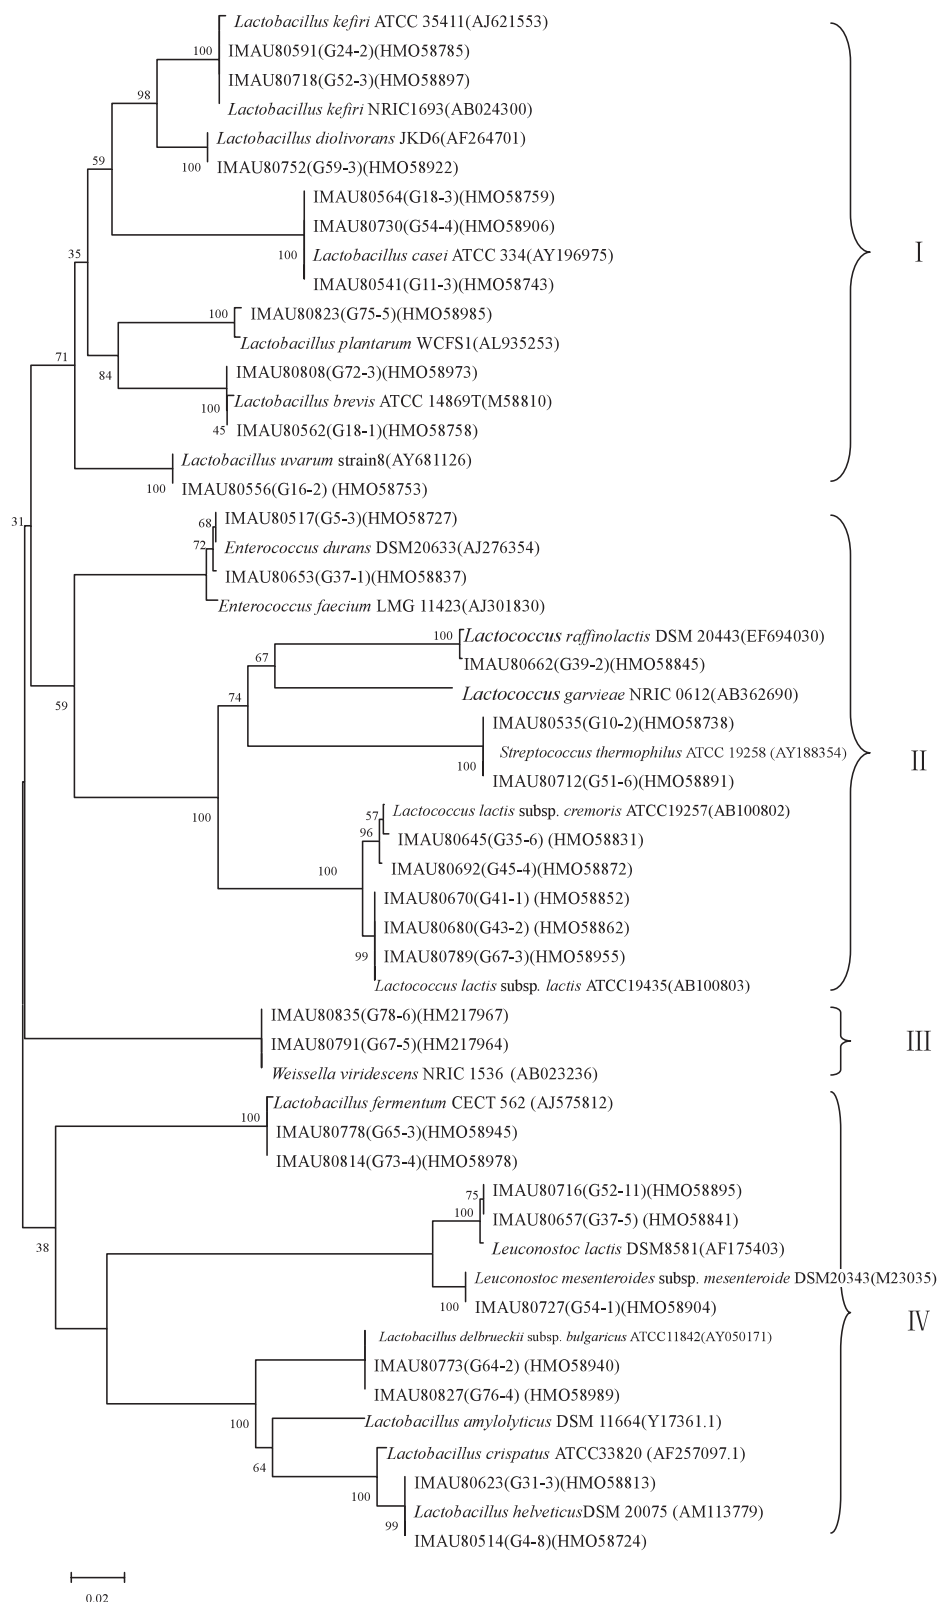 Lactobacillus kefiri ATCC 35411(AJ621553)
100
IMAU80591(G24-2)(HMO58785)
IMAU80718(G52-3)(HMO58897)
98
Lactobacillus kefiri NRIC1693(AB024300)
Lactobacillus diolivorans JKD6(AF264701)
59
100
IMAU80752(G59-3)(HMO58922)
IMAU80564(G18-3)(HMO58759)
IMAU80730(G54-4)(HMO58906)
35
100
Lactobacillus casei ATCC 334(AY196975)
I
IMAU80541(G11-3)(HMO58743)
100
IMAU80823(G75-5)(HMO58985)
Lactobacillus plantarum WCFS1(AL935253)
71
84
IMAU80808(G72-3)(HMO58973)
100
Lactobacillus brevis ATCC 14869T(M58810)
45
IMAU80562(G18-1)(HMO58758)
Lactobacillus uvarum strain8(AY681126)
100
IMAU80556(G16-2) (HMO58753)
31
68
IMAU80517(G5-3)(HMO58727)
72
Enterococcus durans DSM20633(AJ276354)
IMAU80653(G37-1)(HMO58837)
Enterococcus faecium LMG 11423(AJ301830)
100
Lactococcus raffinolactis DSM 20443(EF694030)
67
IMAU80662(G39-2)(HMO58845)
59
74
Lactococcus garvieae NRIC 0612(AB362690)
IMAU80535(G10-2)(HMO58738)
Streptococcus thermophilus ATCC 19258 (AY188354)
II
100
IMAU80712(G51-6)(HMO58891)
100
57
Lactococcus lactis subsp. cremoris ATCC19257(AB100802)
96
IMAU80645(G35-6) (HMO58831)
100
IMAU80692(G45-4)(HMO58872)
IMAU80670(G41-1) (HMO58852)
IMAU80680(G43-2) (HMO58862)
99
IMAU80789(G67-3)(HMO58955)
Lactococcus lactis subsp. lactis ATCC19435(AB100803)
IMAU80835(G78-6)(HM217967)
IMAU80791(G67-5)(HM217964)
III
Weissella viridescens NRIC 1536 (AB023236)
Lactobacillus fermentum CECT 562 (AJ575812)
100
IMAU80778(G65-3)(HMO58945)
IMAU80814(G73-4)(HMO58978)
75
IMAU80716(G52-11)(HMO58895)
100
IMAU80657(G37-5) (HMO58841)
38
Leuconostoc lactis DSM8581(AF175403)
Leuconostoc mesenteroides subsp. mesenteroide DSM20343(M23035)
100
IMAU80727(G54-1)(HMO58904)
IV
Lactobacillus delbrueckii subsp. bulgaricus ATCC11842(AY050171)
IMAU80773(G64-2) (HMO58940)
IMAU80827(G76-4) (HMO58989)
100
Lactobacillus amylolyticus DSM 11664(Y17361.1)
64
Lactobacillus crispatus ATCC33820 (AF257097.1)
100
IMAU80623(G31-3)(HMO58813)
99
Lactobacillus helveticusDSM 20075 (AM113779)
IMAU80514(G4-8)(HMO58724)
0.02